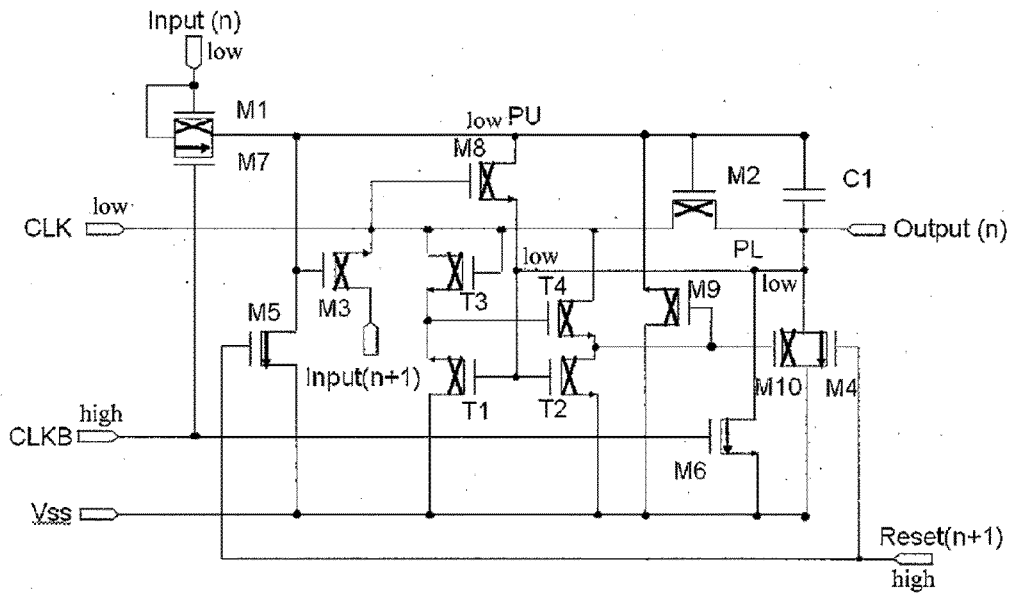 Input (n)
low
M1
low PU
M7
M8
M2
C1
low
CLK
Output (n)
PL
low
T4
low
M3
T3
M9
M5
Input(n+1)
T1
T2
M10
M4
high
CLKB
M6
Vss
Reset(n+1)
high